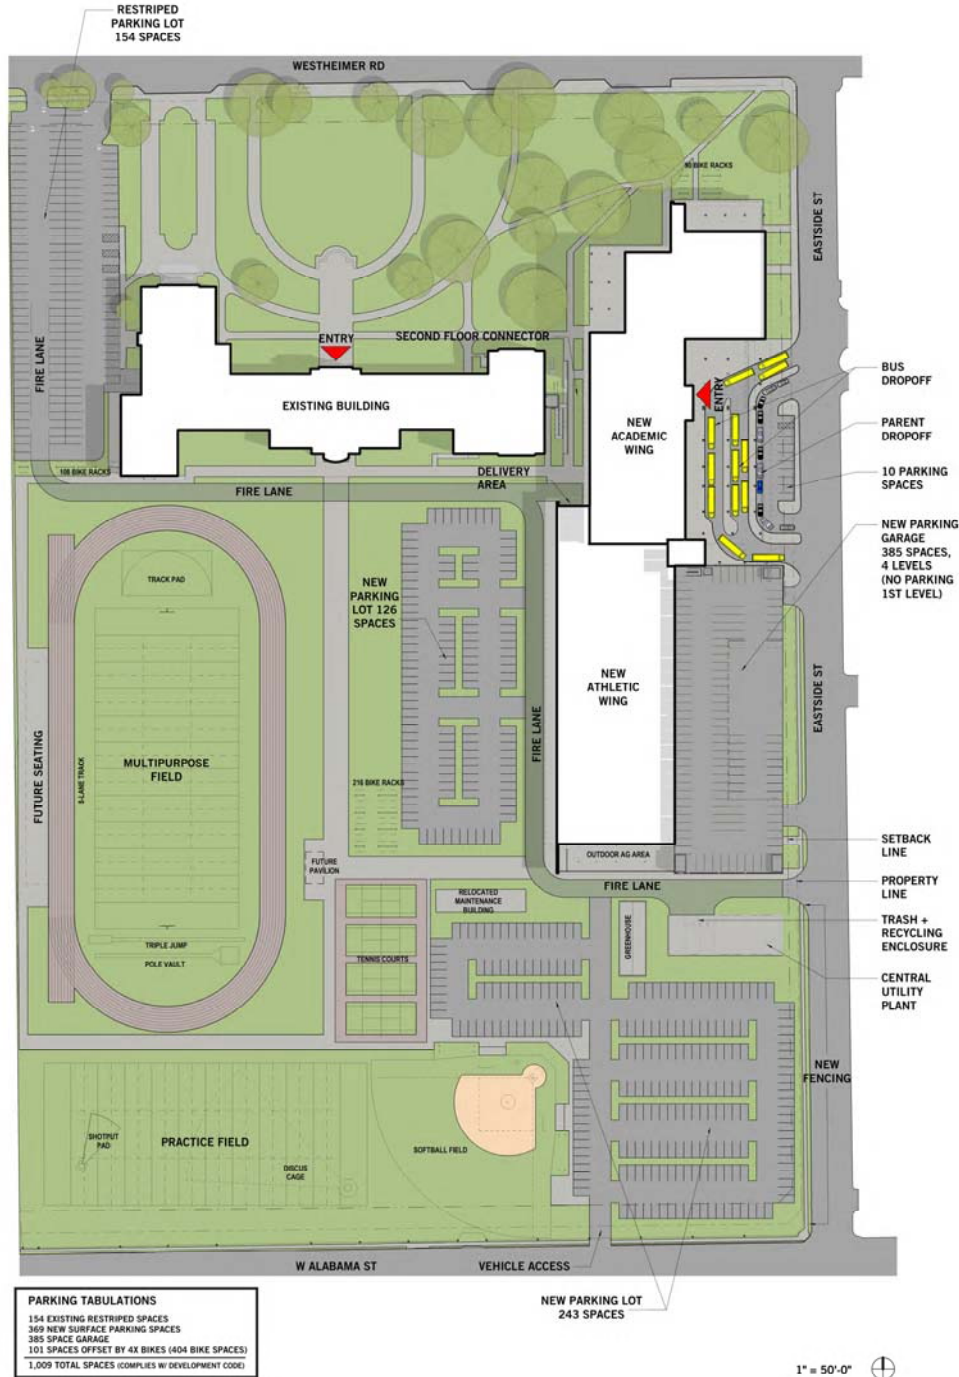 RESTRIPED
PARKING LOT
154 SPACES
WESTHEIMER RD
90 BIKE RACKS
EASTSIDE ST
FIRE LANE
ENTRY
SECOND FLOOR CONNECTOR
EXISTING BUILDING
ENTRY
NEW
ACADEMIC
WING
BUS
DROPOFF
PARENT
DROPOFF
10 PARKING
SPACES
108 BIKE RACKS
FIRE LANE
DELIVERY
AREA
NEW PARKING
GARAGE
385 SPACES,
4 LEVELS
(NO PARKING
1ST LEVEL)
TRACK PAD
NEW
PARKING
LOT 126
SPACES
NEW
ATHLETIC
WING
EASTSIDE ST
FIRE LANE
FUTURE SEATING
8-LANE TRACK
MULTIPURPOSE
FIELD
216 BIKE RACKS
FUTURE
PAVILION
OUTDOOR AG AREA
SETBACK
LINE
FIRE LANE
PROPERTY
LINE
RELOCATED
MAINTENANCE
BUILDING
GREENHOUSE
TRASH +
RECYCLING
ENCLOSURE
TRIPLE JUMP
POLE VAULT
TENNIS COURTS
CENTRAL
UTILITY
PLANT
NEW
FENCING
SHOTPUT
PAD
PRACTICE FIELD
DISCUS
CAGE
SOFTBALL FIELD
W ALABAMA ST
VEHICLE ACCESS
NEW PARKING LOT
243 SPACES
PARKING TABULATIONS
154 EXISTING RESTRIPED SPACES
369 NEW SURFACE PARKING SPACES
385 SPACE GARAGE
101 SPACES OFFSET BY 4X BIKES (404 BIKE SPACES)
1,009 TOTAL SPACES (COMPLIES W/ DEVELOPMENT CODE)
1" = 50'-0"